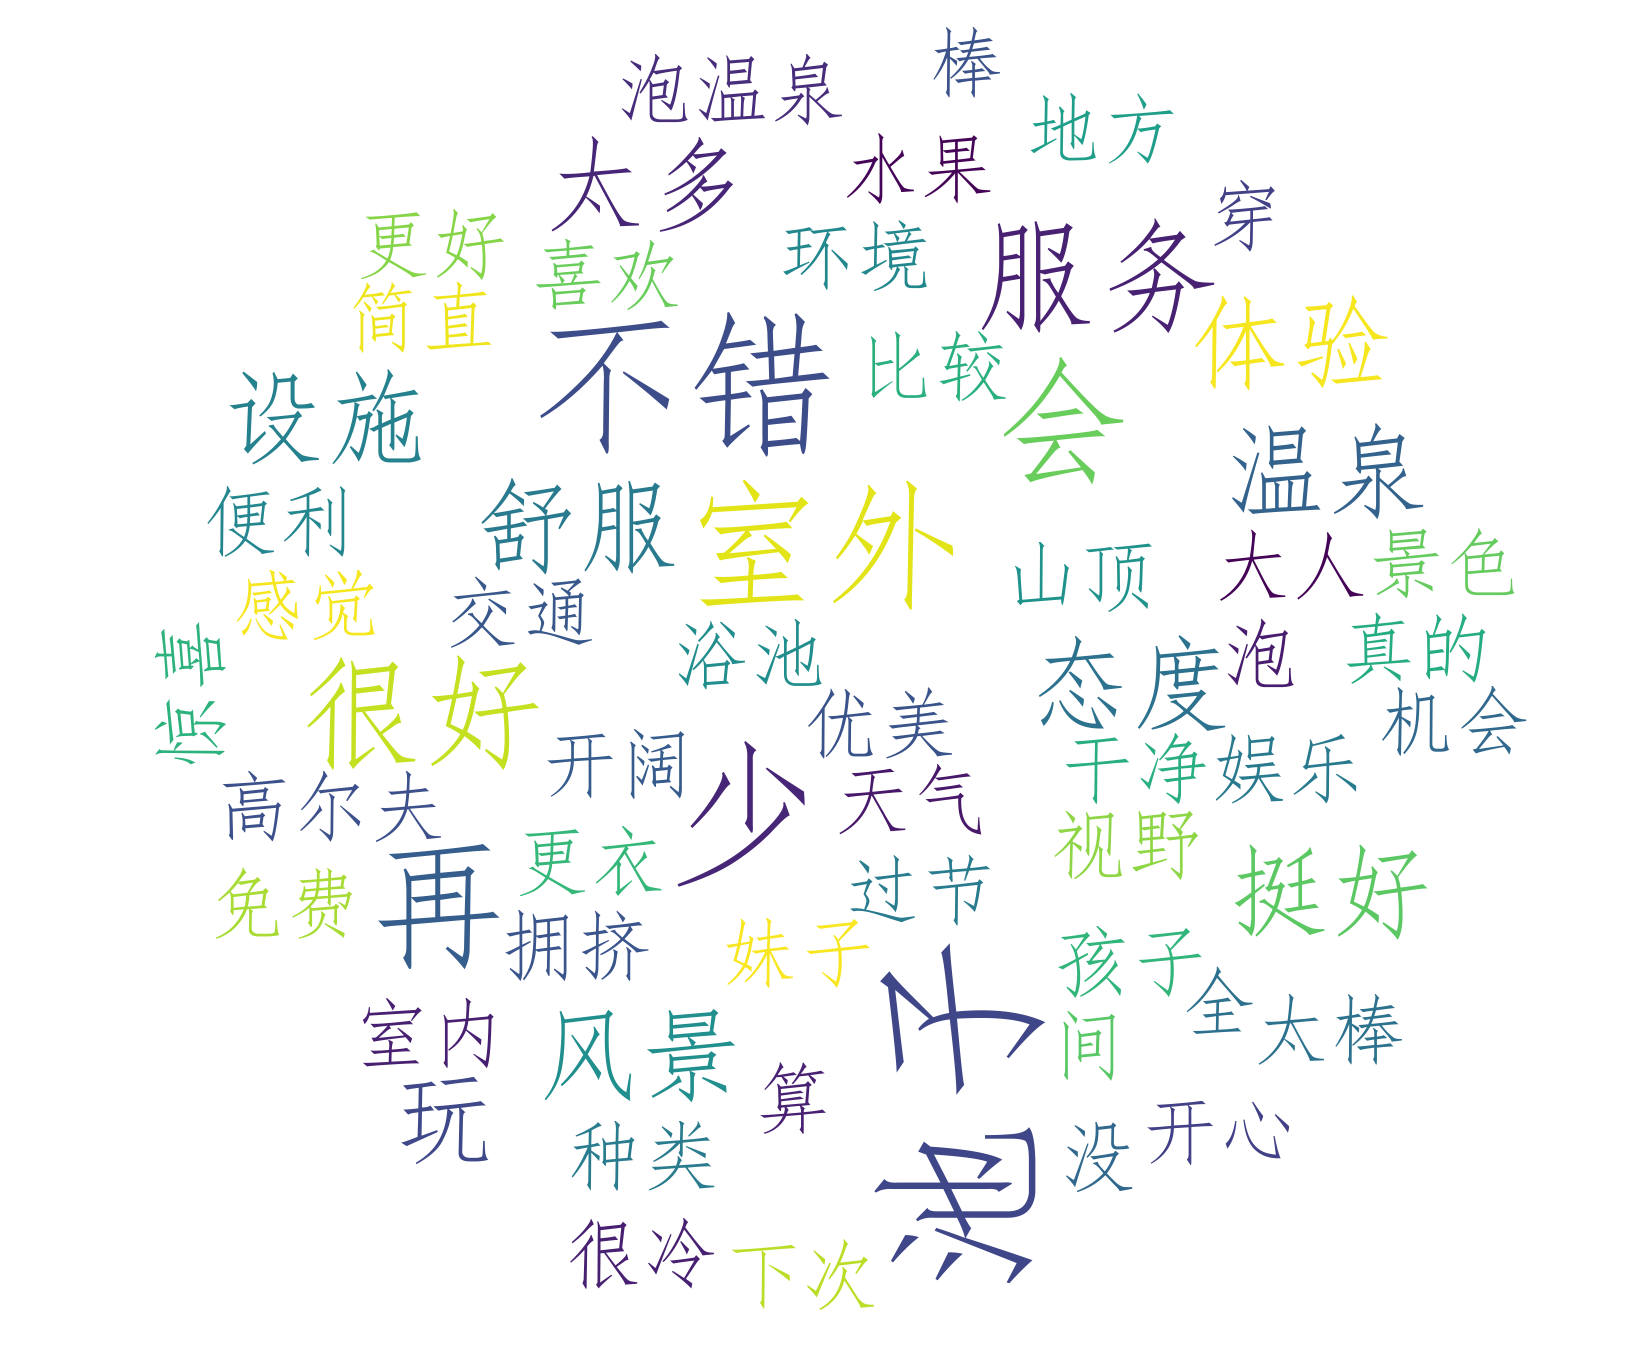 棒
泡温泉
地方
太多
水果
穿
更好
喜欢
环境
服务
简直
不错
比较
会
体验
设施
温泉
便利
舒服
室外
山顶
大人
景色
感觉
交通
浴池
态度
泡
真的
惊喜
很好
优美
机会
开阔
少
天气
干净
娱乐
高尔夫
再
更衣
过节
视野
挺好
免费
拥挤
妹子
孩子
室内
风景
池子
间
全
太棒
玩
算
种类
没
开心
很冷
下次